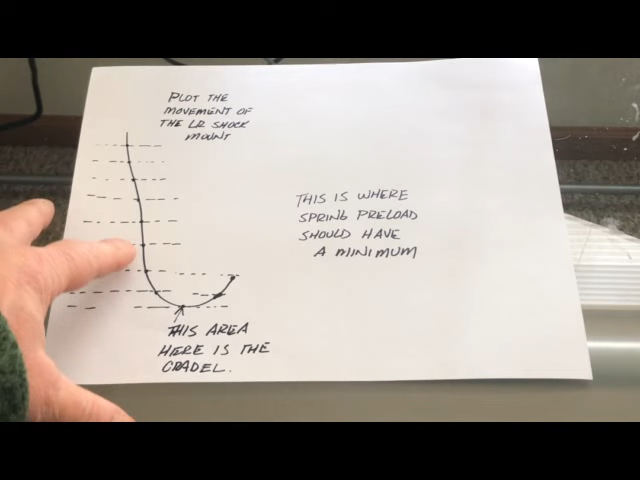 PLOT THE
MOVEMENT OF
THE LR SHOCK
MOUNT
THIS IS WHERE
SPRING PRELOAD
SHOULD HAVE
A MINIMUM
THIS AREA
HERE IS THE
CRADEL.